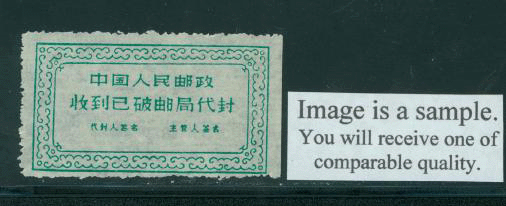 中国人民邮政
收到已破邮局代封
代封人签名 主管人签名
Image is a sample.
You will receive one of
comparable quality.